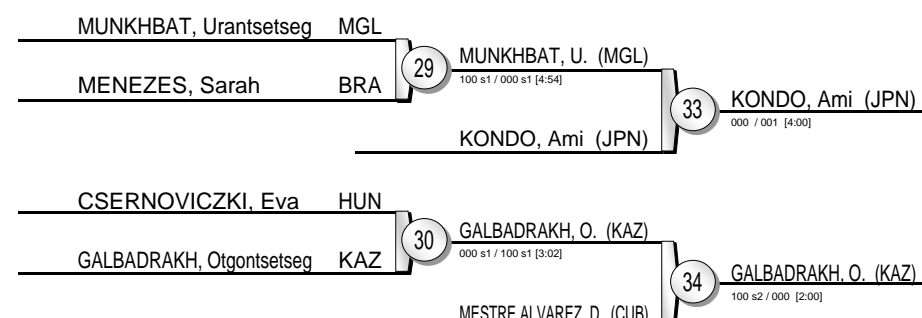 MUNKHBAT, Urantsetseg MGL
29
MUNKHBAT, U. (MGL)
100 s1 / 000 s1 [4:54]
MENEZES, Sarah BRA
33
KONDO, Ami (JPN)
000 / 001 [4:00]
KONDO, Ami (JPN)
CSERNOVICZKI, Eva HUN
30
GALBADRAKH, O. (KAZ)
000 s1 / 100 s1 [3:02]
GALBADRAKH, Otgontsetseg KAZ
34
GALBADRAKH, O. (KAZ)
100 s2 / 000 [2:00]
MESTRE ALVAREZ, D. (CUB)